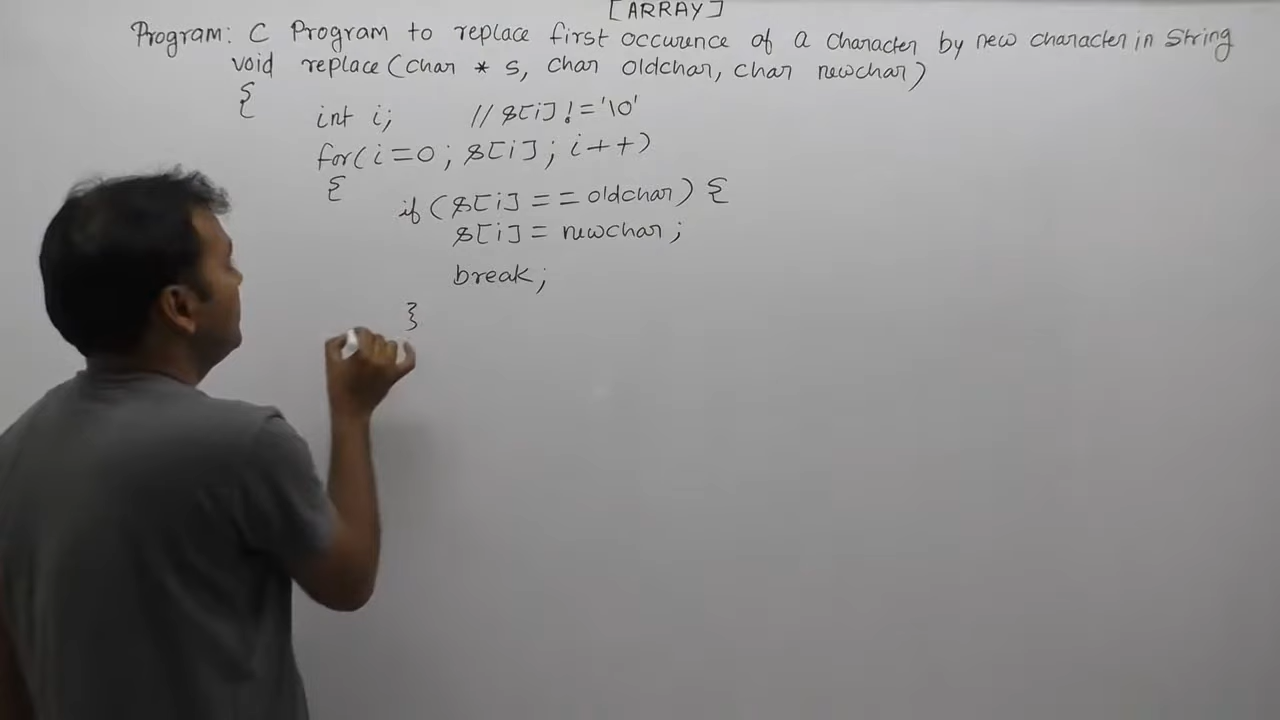 [ARRAY]
Program: C Program to replace first occurence of a character by new character in String
void replace(char * s, char oldchar, char newchar)
{
int i; // s[i]!='\0'
for(i=0; s[i]; i++)
{
if(s[i]==oldchar){
s[i]=newchar;
break;
}